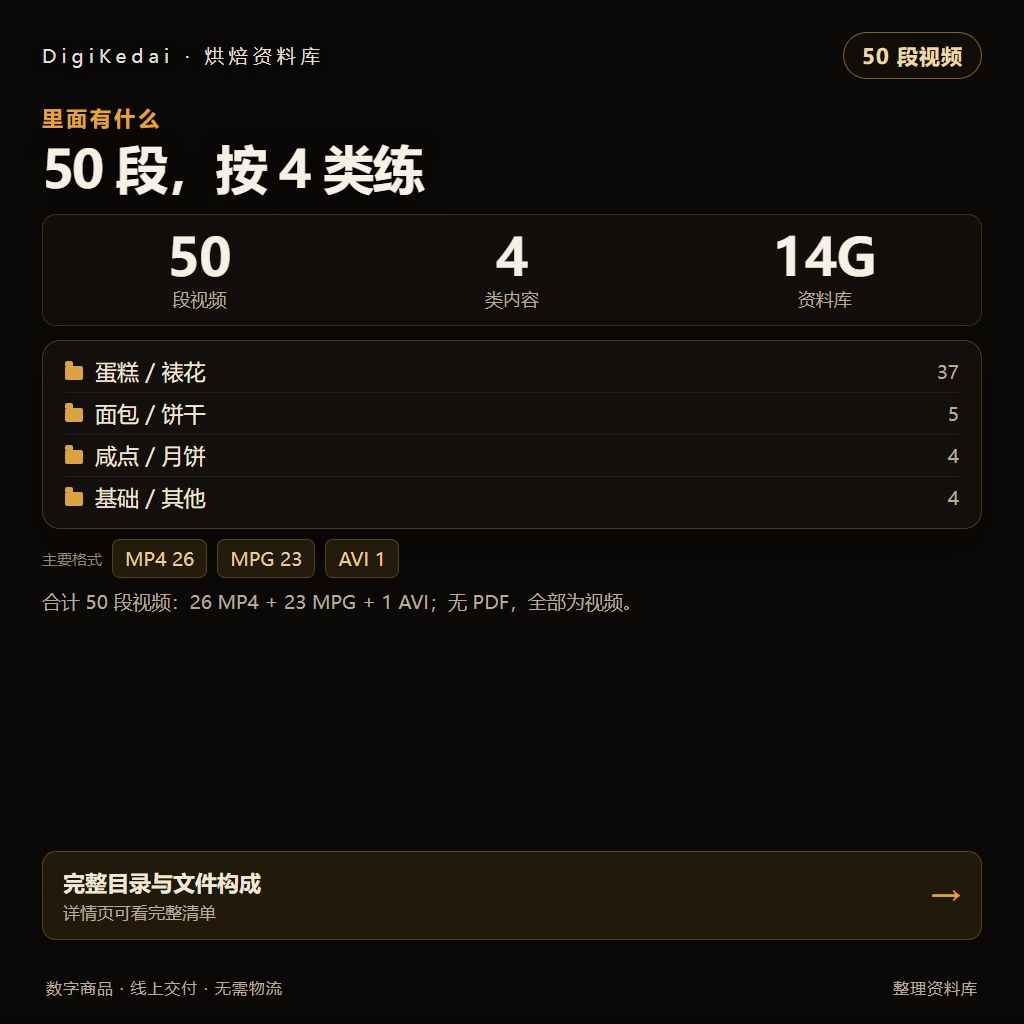 DigiKedai · 烘焙资料库
50 段视频
里面有什么
50 段，按 4 类练
50
段视频
4
类内容
14G
资料库
蛋糕 / 裱花 37
面包 / 饼干 5
咸点 / 月饼 4
基础 / 其他 4
主要格式 MP4 26 MPG 23 AVI 1
合计 50 段视频：26 MP4 + 23 MPG + 1 AVI；无 PDF，全部为视频。
完整目录与文件构成
详情页可看完整清单
→
数字商品 · 线上交付 · 无需物流
整理资料库